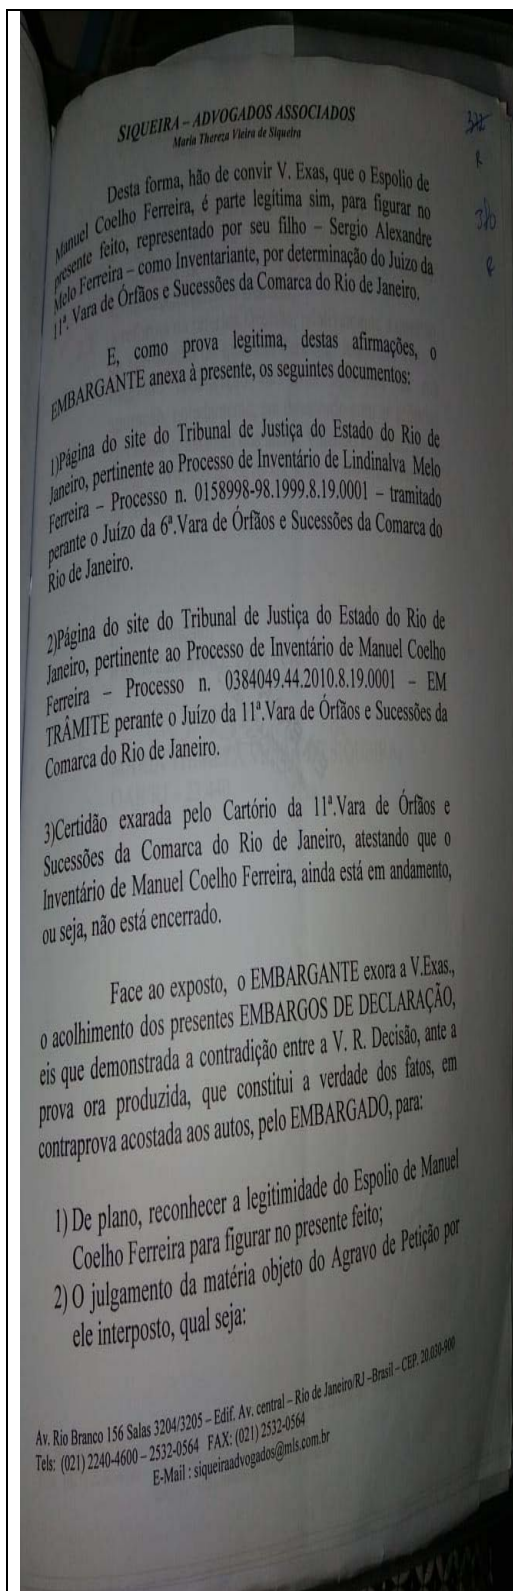 SIQUEIRA – ADVOGADOS ASSOCIADOS
Maria Thereza Vieira de Siqueira
Desta forma, hão de convir V. Exas, que o Espolio de
Manuel Coelho Ferreira, é parte legítima sim, para figurar no
presente feito, representado por seu filho – Sergio Alexandre
Melo Ferreira – como Inventariante, por determinação do Juizo da
11ª. Vara de Órfãos e Sucessões da Comarca do Rio de Janeiro.
E, como prova legitima, destas afirmações, o
EMBARGANTE anexa à presente, os seguintes documentos:
1)Página do site do Tribunal de Justiça do Estado do Rio de
Janeiro, pertinente ao Processo de Inventário de Lindinalva Melo
Ferreira – Processo n. 0158998-98.1999.8.19.0001 – tramitado
perante o Juízo da 6ª.Vara de Órfãos e Sucessões da Comarca do
Rio de Janeiro.
2)Página do site do Tribunal de Justiça do Estado do Rio de
Janeiro, pertinente ao Processo de Inventário de Manuel Coelho
Ferreira – Processo n. 0384049.44.2010.8.19.0001 – EM
TRÂMITE perante o Juízo da 11ª.Vara de Órfãos e Sucessões da
Comarca do Rio de Janeiro.
3)Certidão exarada pelo Cartório da 11ª.Vara de Órfãos e
Sucessões da Comarca do Rio de Janeiro, atestando que o
Inventário de Manuel Coelho Ferreira, ainda está em andamento,
ou seja, não está encerrado.
Face ao exposto, o EMBARGANTE exora a V.Exas.,
o acolhimento dos presentes EMBARGOS DE DECLARAÇÃO,
eis que demonstrada a contradição entre a V. R. Decisão, ante a
prova ora produzida, que constitui a verdade dos fatos, em
contraprova acostada aos autos, pelo EMBARGADO, para:
1) De plano, reconhecer a legitimidade do Espolio de Manuel
Coelho Ferreira para figurar no presente feito;
2) O julgamento da matéria objeto do Agravo de Petição por
ele interposto, qual seja:
Av. Rio Branco 156 Salas 3204/3205 – Edif. Av. central – Rio de Janeiro/RJ –Brasil – CEP. 20.030-900
Tels: (021) 2240-4600 – 2532-0564 FAX: (021) 2532-0564
E-Mail : siqueiraadvogados@mls.com.br